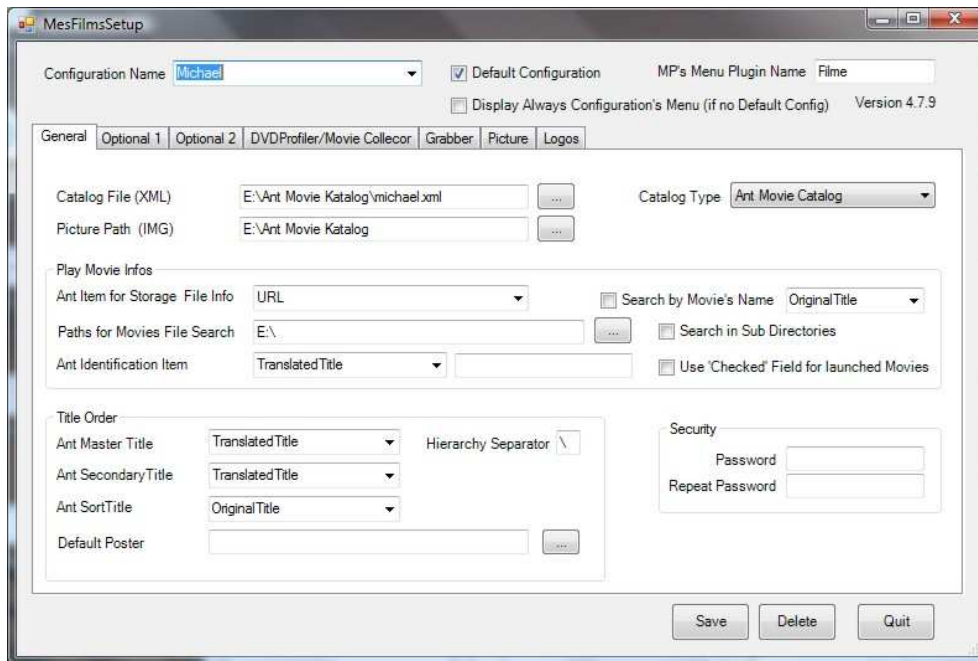 MesFilmsSetup
Configuration Name Michael Default Configuration MP's Menu Plugin Name Filme
Display Always Configuration's Menu (if no Default Config) Version 4.7.9
General Optional 1 Optional 2 DVDProfiler/Movie Collecor Grabber Picture Logos
Catalog File (XML) E:\Ant Movie Katalog\michael.xml ... Catalog Type Ant Movie Catalog
Picture Path (IMG) E:\Ant Movie Katalog ...
Play Movie Infos
Ant Item for Storage File Info URL Search by Movie's Name OriginalTitle
Paths for Movies File Search E:\ ... Search in Sub Directories
Ant Identification Item TranslatedTitle Use 'Checked' Field for launched Movies
Title Order
Ant Master Title TranslatedTitle Hierarchy Separator \
Ant SecondaryTitle TranslatedTitle
Ant SortTitle OriginalTitle
Default Poster ...
Security
Password
Repeat Password
Save Delete Quit